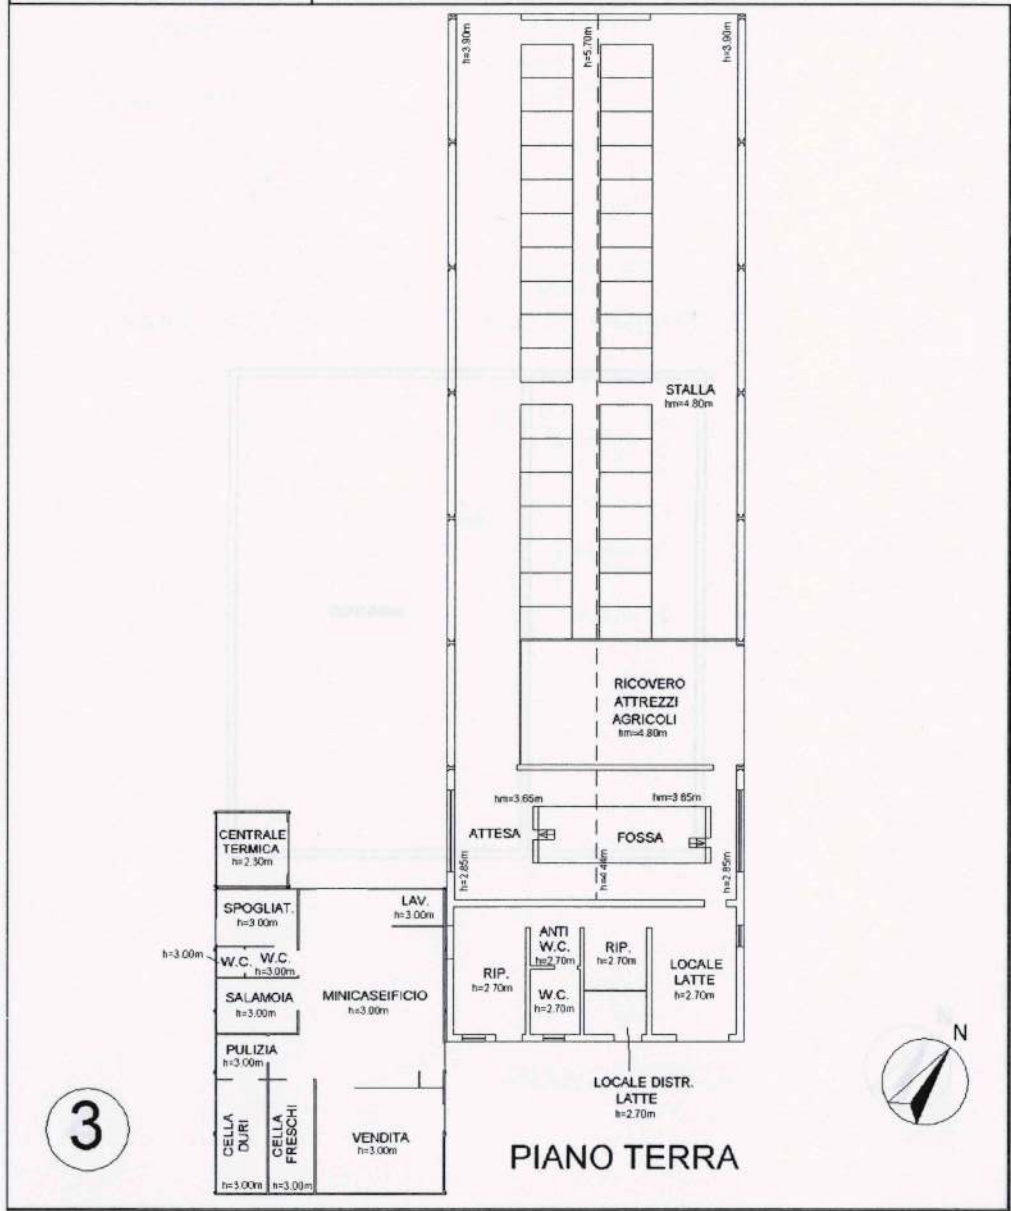 h=3.90m
h=5.70m
h=3.90m
STALLA
hm=4.80m
RICOVERO
ATTREZZI
AGRICOLI
hm=4.80m
hm=3.65m
hm=3.65m
ATTESA
FOSSA
h=2.85m
h=4.44m
h=2.85m
CENTRALE
TERMICA
h=2.30m
SPOGLIAT.
h=3.00m
LAV.
h=3.00m
h=3.00m
W.C.
W.C.
h=3.00m
SALAMOIA
h=3.00m
MINICASEIFICIO
h=3.00m
PULIZIA
h=3.00m
CELLA
DURI
h=3.00m
CELLA
FRESCHI
h=3.00m
VENDITA
h=3.00m
RIP.
h=2.70m
ANTI
W.C.
h=2.70m
W.C.
h=2.70m
RIP.
h=2.70m
LOCALE
LATTE
h=2.70m
LOCALE DISTR.
LATTE
h=2.70m
N
3
PIANO TERRA